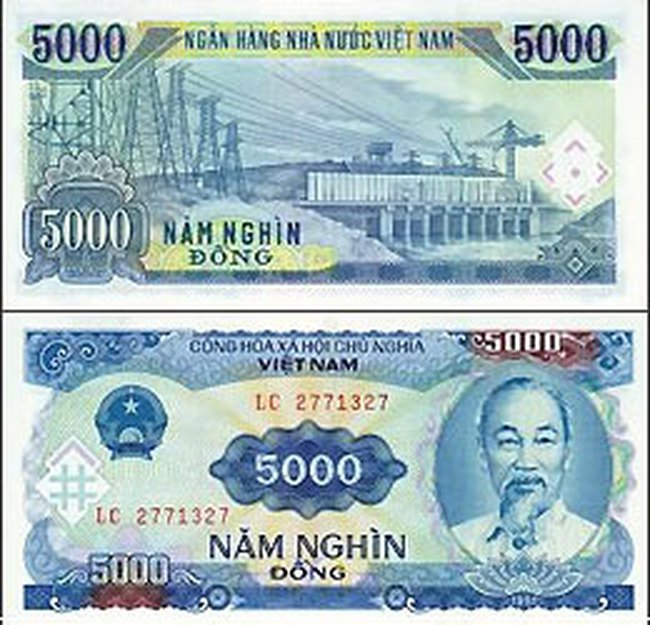 5000
NGÂN HÀNG NHÀ NƯỚC VIỆT NAM
5000
5000
NĂM NGHÌN
ĐỒNG
CỘNG HÒA XÃ HỘI CHỦ NGHĨA
VIỆT NAM
5000
LC 2771327
5000
LC 2771327
NĂM NGHÌN
ĐỒNG
5000